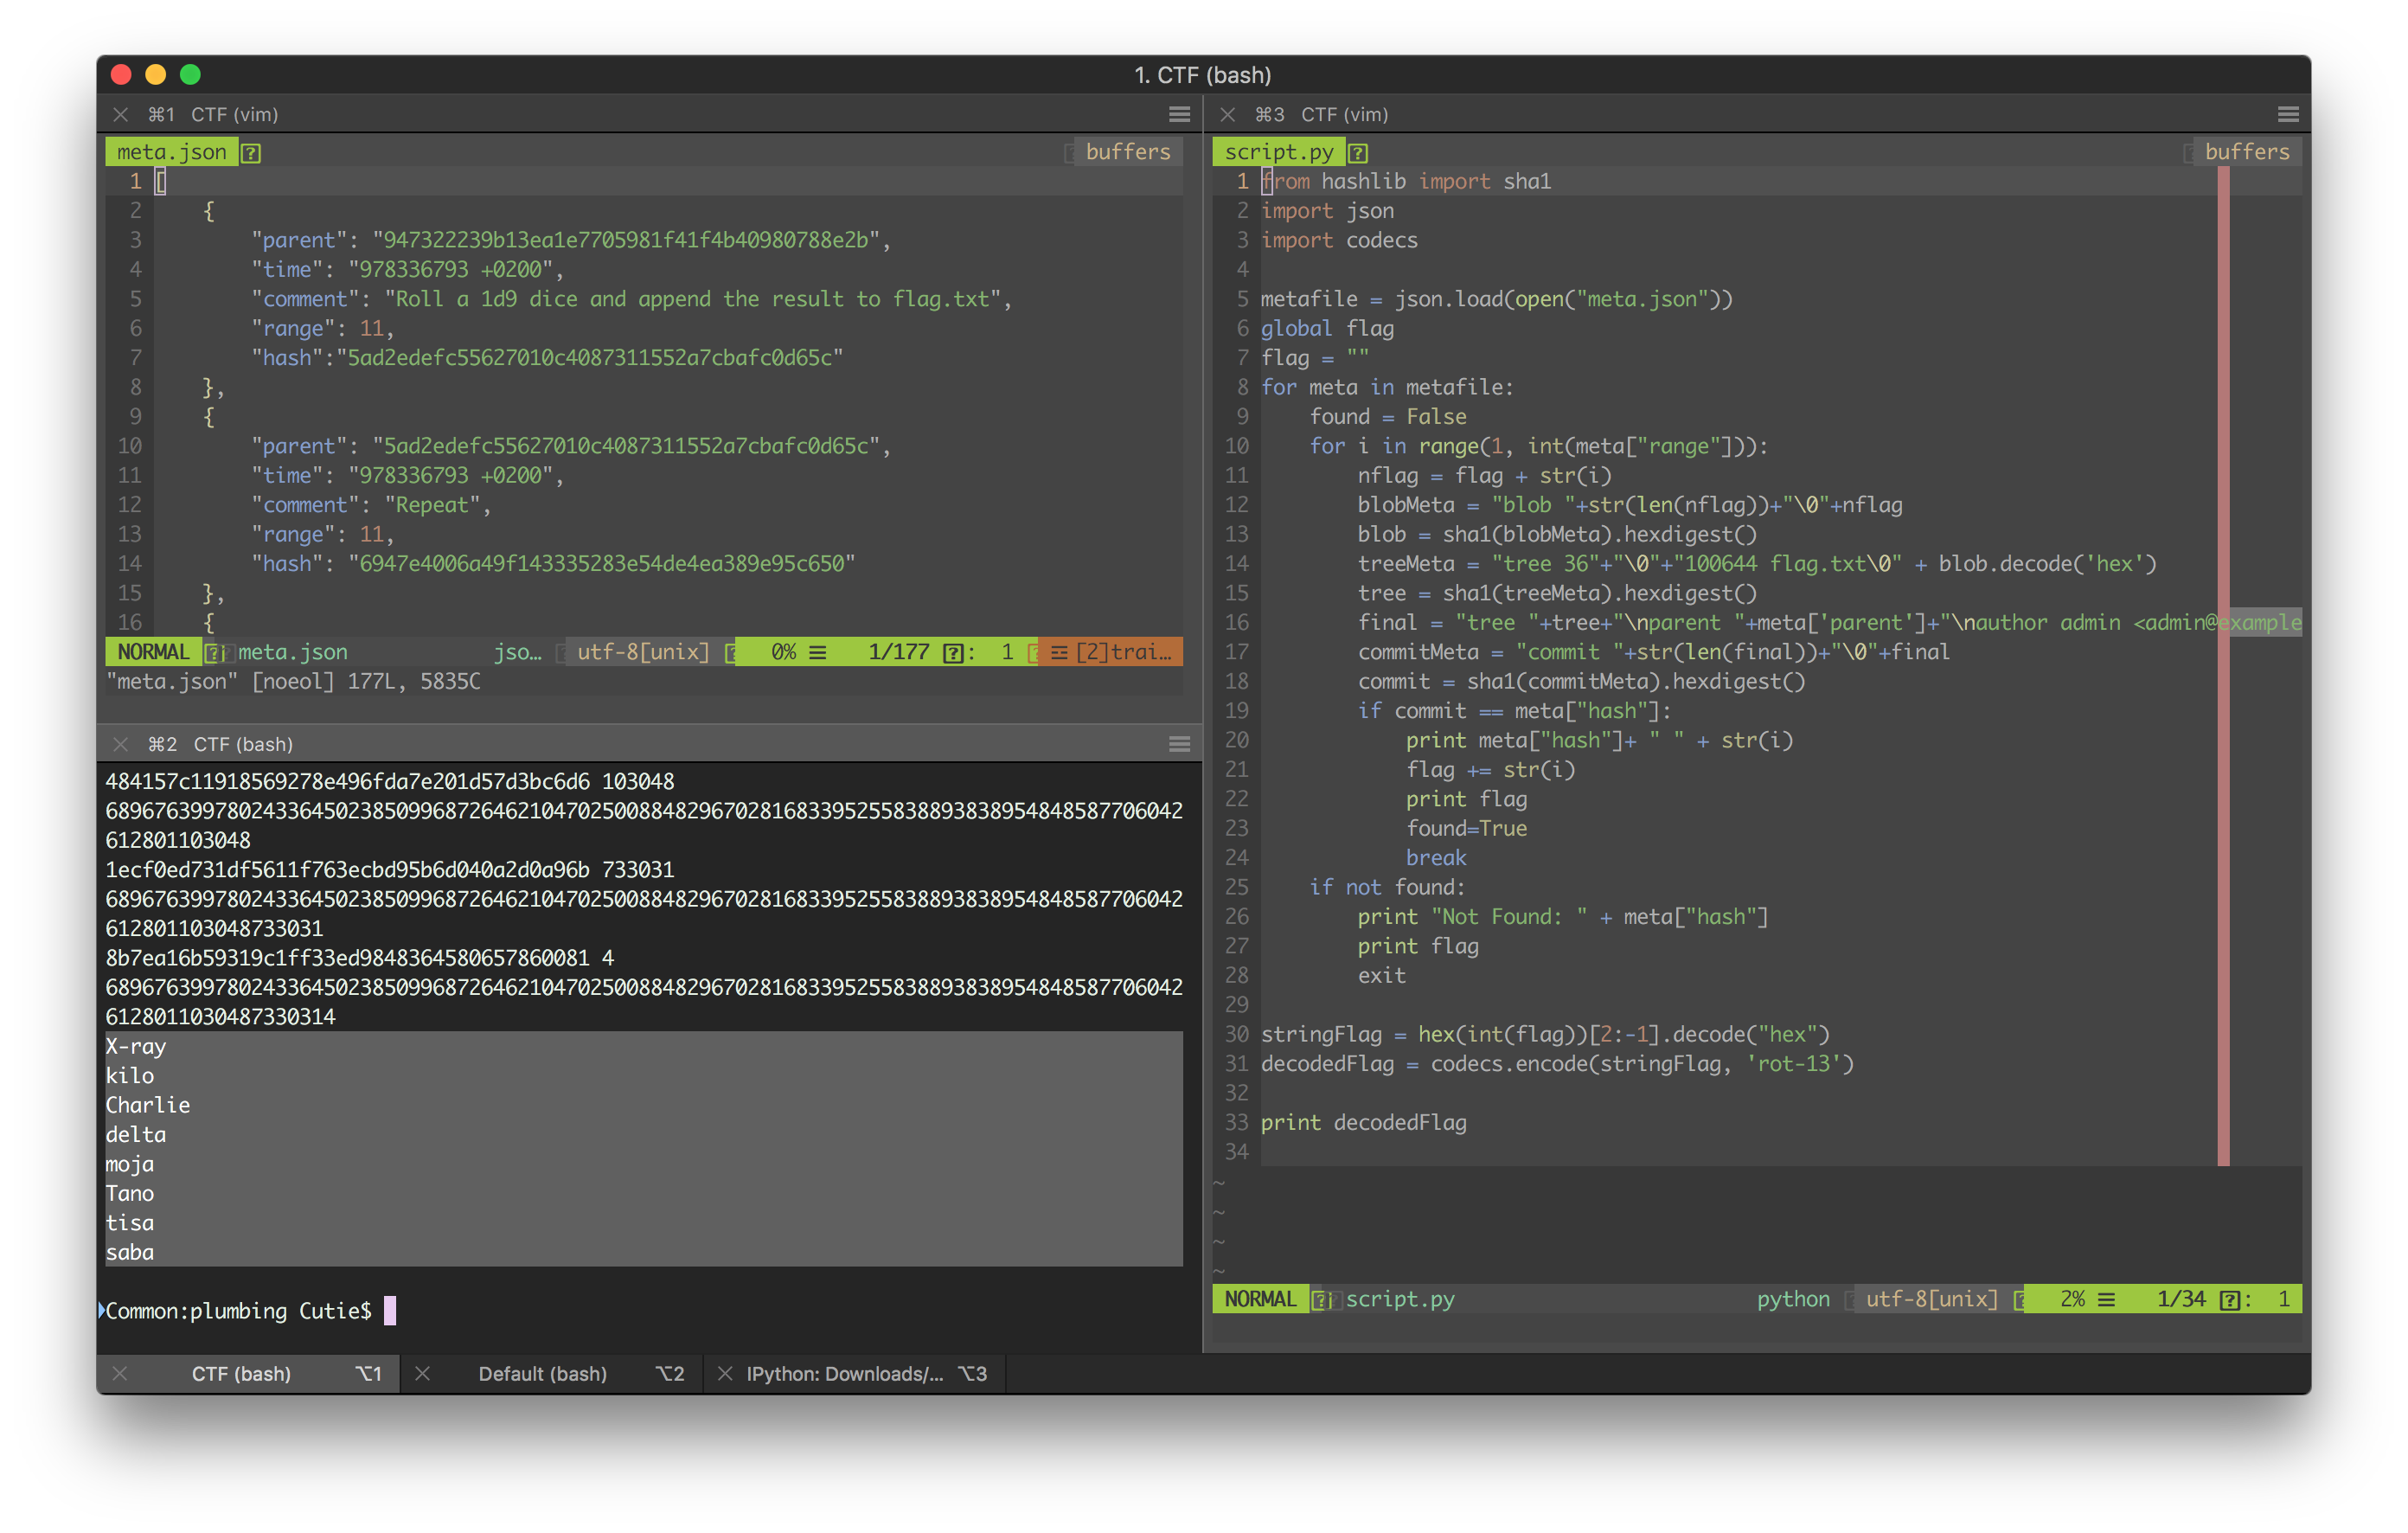 1. CTF (bash)
⌘1 CTF (vim)
meta.json
buffers
1 [
2 {
3 "parent": "947322239b13ea1e7705981f41f4b40980788e2b",
4 "time": "978336793 +0200",
5 "comment": "Roll a 1d9 dice and append the result to flag.txt",
6 "range": 11,
7 "hash":"5ad2edefc55627010c4087311552a7cbafc0d65c"
8 },
9 {
10 "parent": "5ad2edefc55627010c4087311552a7cbafc0d65c",
11 "time": "978336793 +0200",
12 "comment": "Repeat",
13 "range": 11,
14 "hash": "6947e4006a49f143335283e54de4ea389e95c650"
15 },
16 {
NORMAL meta.json jso… utf-8[unix] 0% ☰ 1/177 : 1 ☲ [2]trai…
"meta.json" [noeol] 177L, 5835C
⌘2 CTF (bash)
484157c11918569278e496fda7e201d57d3bc6d6 103048
68967639978024336450238509968726462104702500884829670281683395255838893838954848587706042
612801103048
1ecf0ed731df5611f763ecbd95b6d040a2d0a96b 733031
68967639978024336450238509968726462104702500884829670281683395255838893838954848587706042
612801103048733031
8b7ea16b59319c1ff33ed9848364580657860081 4
68967639978024336450238509968726462104702500884829670281683395255838893838954848587706042
6128011030487330314
X-ray
kilo
Charlie
delta
moja
Tano
tisa
saba
Common:plumbing Cutie$
⌘3 CTF (vim)
script.py
buffers
1 from hashlib import sha1
2 import json
3 import codecs
4
5 metafile = json.load(open("meta.json"))
6 global flag
7 flag = ""
8 for meta in metafile:
9 found = False
10 for i in range(1, int(meta["range"])):
11 nflag = flag + str(i)
12 blobMeta = "blob "+str(len(nflag))+"\0"+nflag
13 blob = sha1(blobMeta).hexdigest()
14 treeMeta = "tree 36"+"\0"+"100644 flag.txt\0" + blob.decode('hex')
15 tree = sha1(treeMeta).hexdigest()
16 final = "tree "+tree+"\nparent "+meta['parent']+"\nauthor admin <admin@example
17 commitMeta = "commit "+str(len(final))+"\0"+final
18 commit = sha1(commitMeta).hexdigest()
19 if commit == meta["hash"]:
20 print meta["hash"]+ " " + str(i)
21 flag += str(i)
22 print flag
23 found=True
24 break
25 if not found:
26 print "Not Found: " + meta["hash"]
27 print flag
28 exit
29
30 stringFlag = hex(int(flag))[2:-1].decode("hex")
31 decodedFlag = codecs.encode(stringFlag, 'rot-13')
32
33 print decodedFlag
34
~
~
~
~
NORMAL script.py python utf-8[unix] 2% ☰ 1/34 : 1
CTF (bash) ⌥1 Default (bash) ⌥2 IPython: Downloads/... ⌥3